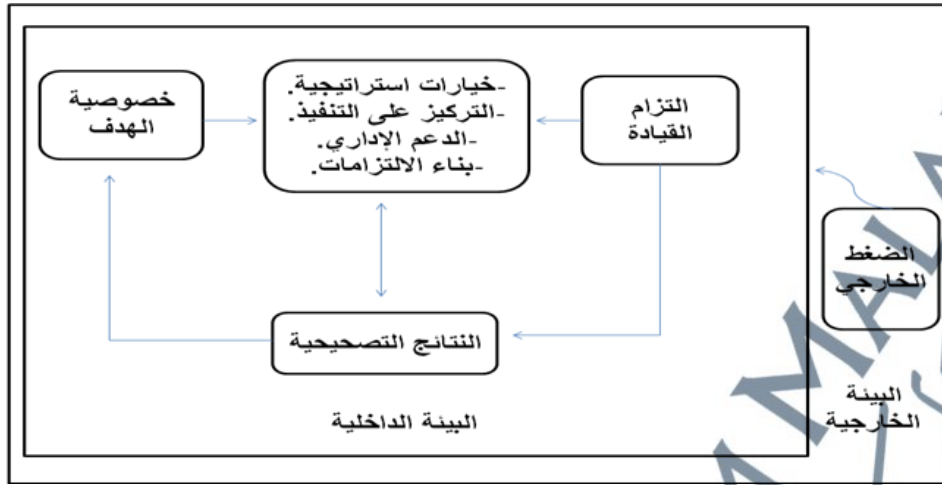 التزام
القيادة
-خيارات استراتيجية.
-التركيز على التنفيذ.
-الدعم الإداري.
-بناء الالتزامات.
خصوصية
الهدف
الضغط
الخارجي
النتائج التصحيحية
البيئة
الخارجية
البيئة الداخلية